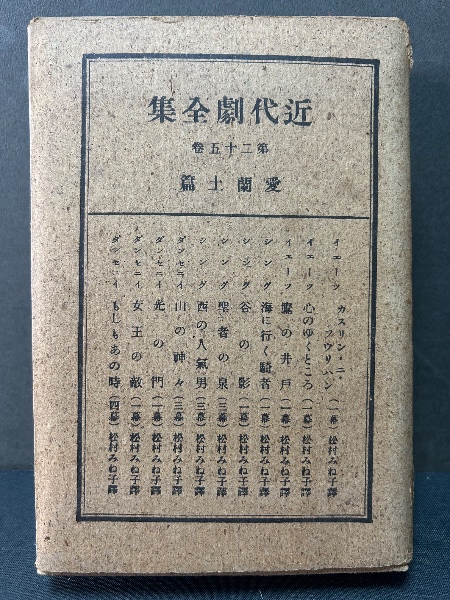 近代劇全集
第二十五卷
愛蘭土篇
イエーツ カスリン・ニ・フウリハン(一幕)松村みね子譯
イエーツ 心のゆくところ(一幕)松村みね子譯
イエーツ 鷹の井戸(一幕)松村みね子譯
シング 海に行く騎者(一幕)松村みね子譯
シング 谷の影(一幕)松村みね子譯
シング 聖者の泉(三幕)松村みね子譯
シング 西の人氣男(三幕)松村みね子譯
ダンセニイ 山の神々(三幕)松村みね子譯
ダンセニイ 光の門(一幕)松村みね子譯
ダンセニイ 女王の敵(一幕)松村みね子譯
ダンセニイ もしもあの時(四幕)松村みね子譯